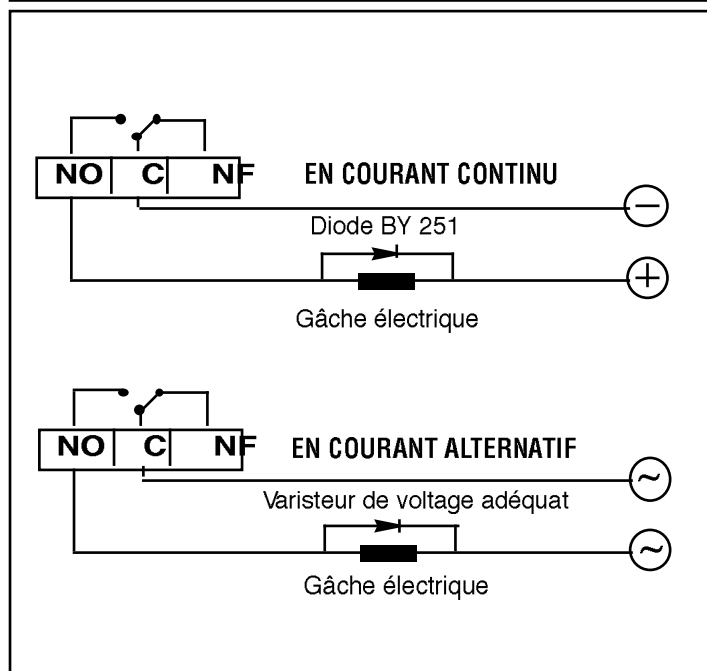 NO C NF
EN COURANT CONTINU
−
Diode BY 251
+
Gâche électrique
NO C NF
EN COURANT ALTERNATIF
~
Varisteur de voltage adéquat
~
Gâche électrique